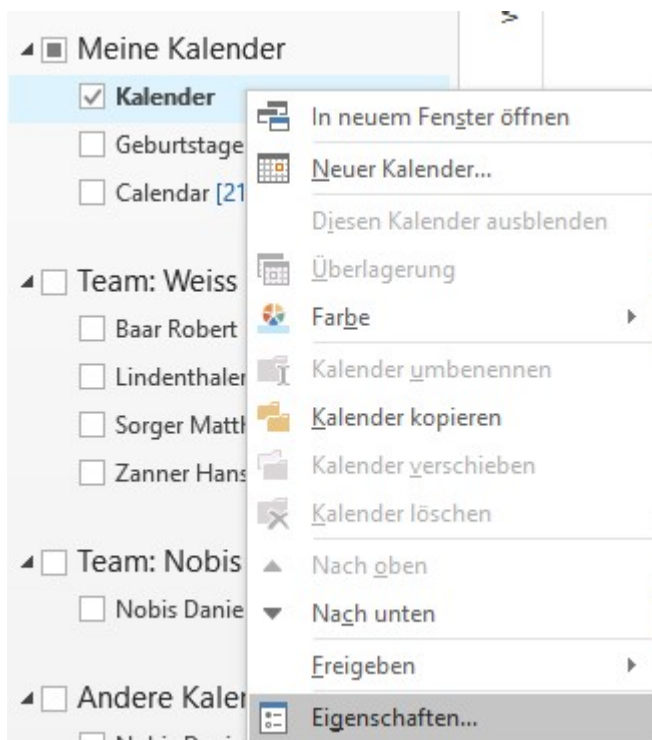 Meine Kalender
Kalender
Geburtstage
Calendar [21
Team: Weiss
Baar Robert
Lindenthaler
Sorger Matth
Zanner Hans
Team: Nobis
Nobis Danie
Andere Kalen
In neuem Fenster öffnen
Neuer Kalender...
Diesen Kalender ausblenden
Überlagerung
Farbe
Kalender umbenennen
Kalender kopieren
Kalender verschieben
Kalender löschen
Nach oben
Nach unten
Freigeben
Eigenschaften...